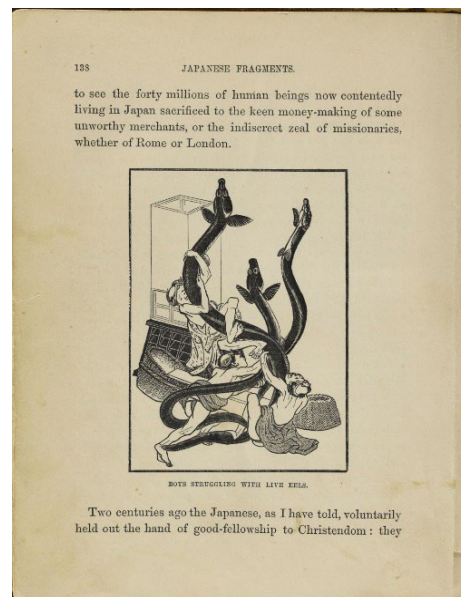 138
JAPANESE FRAGMENTS.
to see the forty millions of human beings now contentedly
living in Japan sacrificed to the keen money-making of some
unworthy merchants, or the indiscreet zeal of missionaries,
whether of Rome or London.
BOYS STRUGGLING WITH LIVE EELS.
Two centuries ago the Japanese, as I have told, voluntarily
held out the hand of good-fellowship to Christendom : they